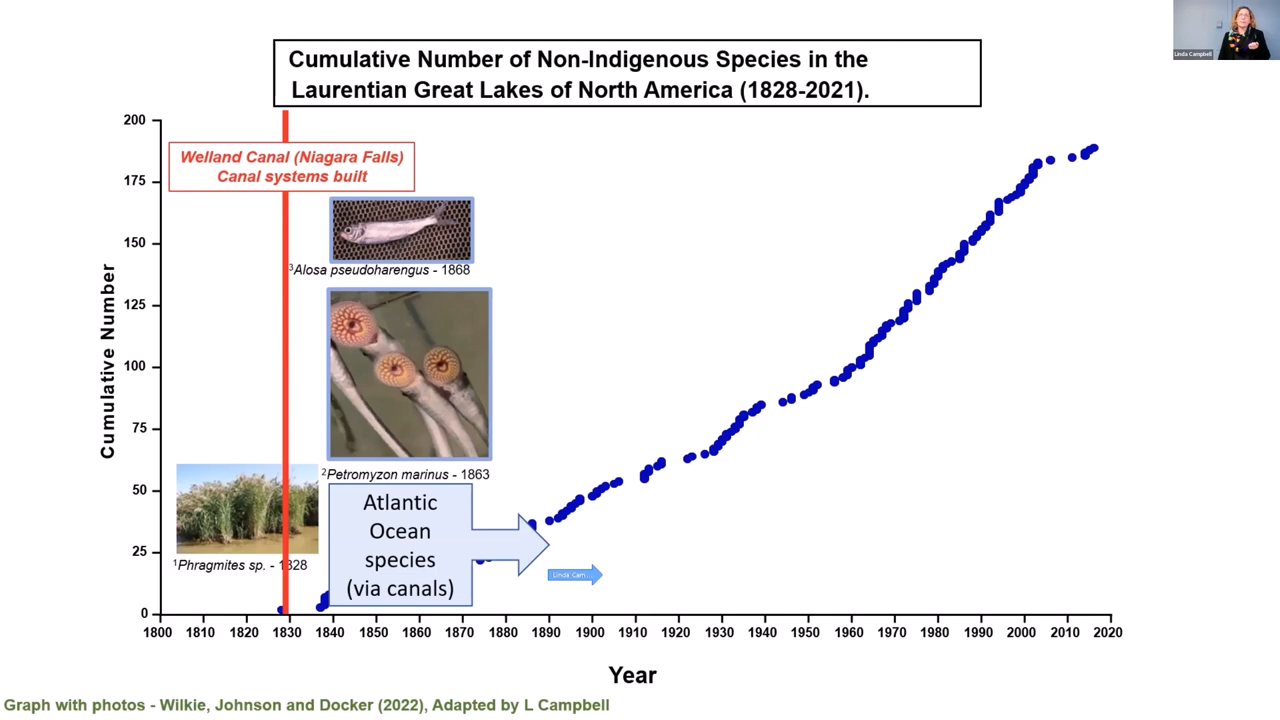 Linda Campbell
Cumulative Number of Non-Indigenous Species in the
Laurentian Great Lakes of North America (1828-2021).
Welland Canal (Niagara Falls)
Canal systems built
³Alosa pseudoharengus - 1868
²Petromyzon marinus - 1863
¹Phragmites sp. - 1828
Atlantic
Ocean
species
(via canals)
Linda Cam...
Cumulative Number
200
175
150
125
100
75
50
25
0
1800 1810 1820 1830 1840 1850 1860 1870 1880 1890 1900 1910 1920 1930 1940 1950 1960 1970 1980 1990 2000 2010 2020
Year
Graph with photos - Wilkie, Johnson and Docker (2022), Adapted by L Campbell